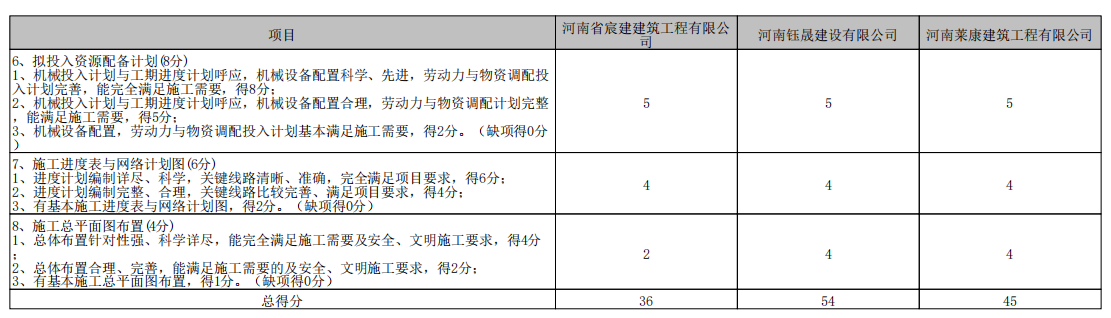 项目
河南省宸建建筑工程有限公
司
河南钰晟建设有限公司
河南莱康建筑工程有限公司
6、拟投入资源配备计划(8分)
1、机械投入计划与工期进度计划呼应，机械设备配置科学、先进，劳动力与物资调配投
入计划完善，能完全满足施工需要，得8分；
2、机械投入计划与工期进度计划呼应，机械设备配置合理，劳动力与物资调配计划完整
，能满足施工需要，得5分；
3、机械设备配置，劳动力与物资调配投入计划基本满足施工需要，得2分。（缺项得0分
）
5
5
5
7、施工进度表与网络计划图(6分)
1、进度计划编制详尽、科学，关键线路清晰、准确，完全满足项目要求，得6分；
2、进度计划编制完整、合理，关键线路比较完善、满足项目要求，得4分；
3、有基本施工进度表与网络计划图，得2分。（缺项得0分）
4
4
4
8、施工总平面图布置(4分)
1、总体布置针对性强、科学详尽，能完全满足施工需要及安全、文明施工要求，得4分
；
2、总体布置合理、完善，能满足施工需要的及安全、文明施工要求，得2分；
3、有基本施工总平面图布置，得1分。（缺项得0分）
2
4
4
总得分
36
54
45